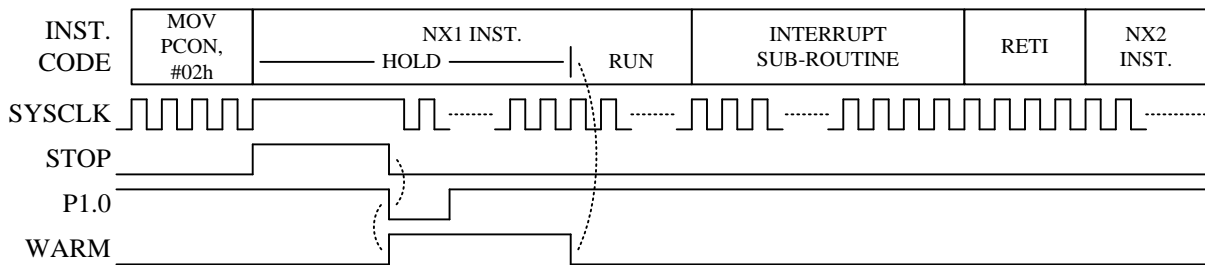 INST. CODE
MOV PCON, #02h
NX1 INST.
HOLD
RUN
INTERRUPT SUB-ROUTINE
RETI
NX2 INST.
SYSCLK
STOP
P1.0
WARM